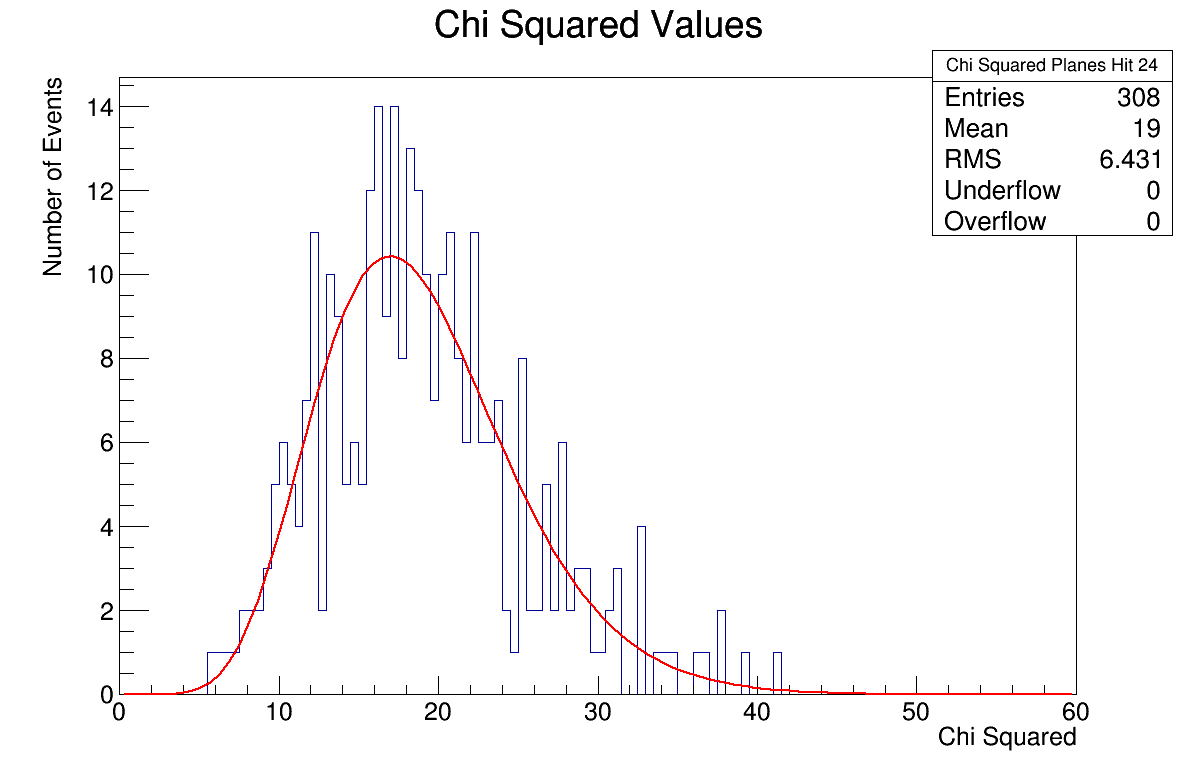 Chi Squared Values
Chi Squared Planes Hit 24
Entries 308
Mean 19
RMS 6.431
Underflow 0
Overflow 0
Number of Events
14
12
10
8
6
4
2
0
0 10 20 30 40 50 60
Chi Squared